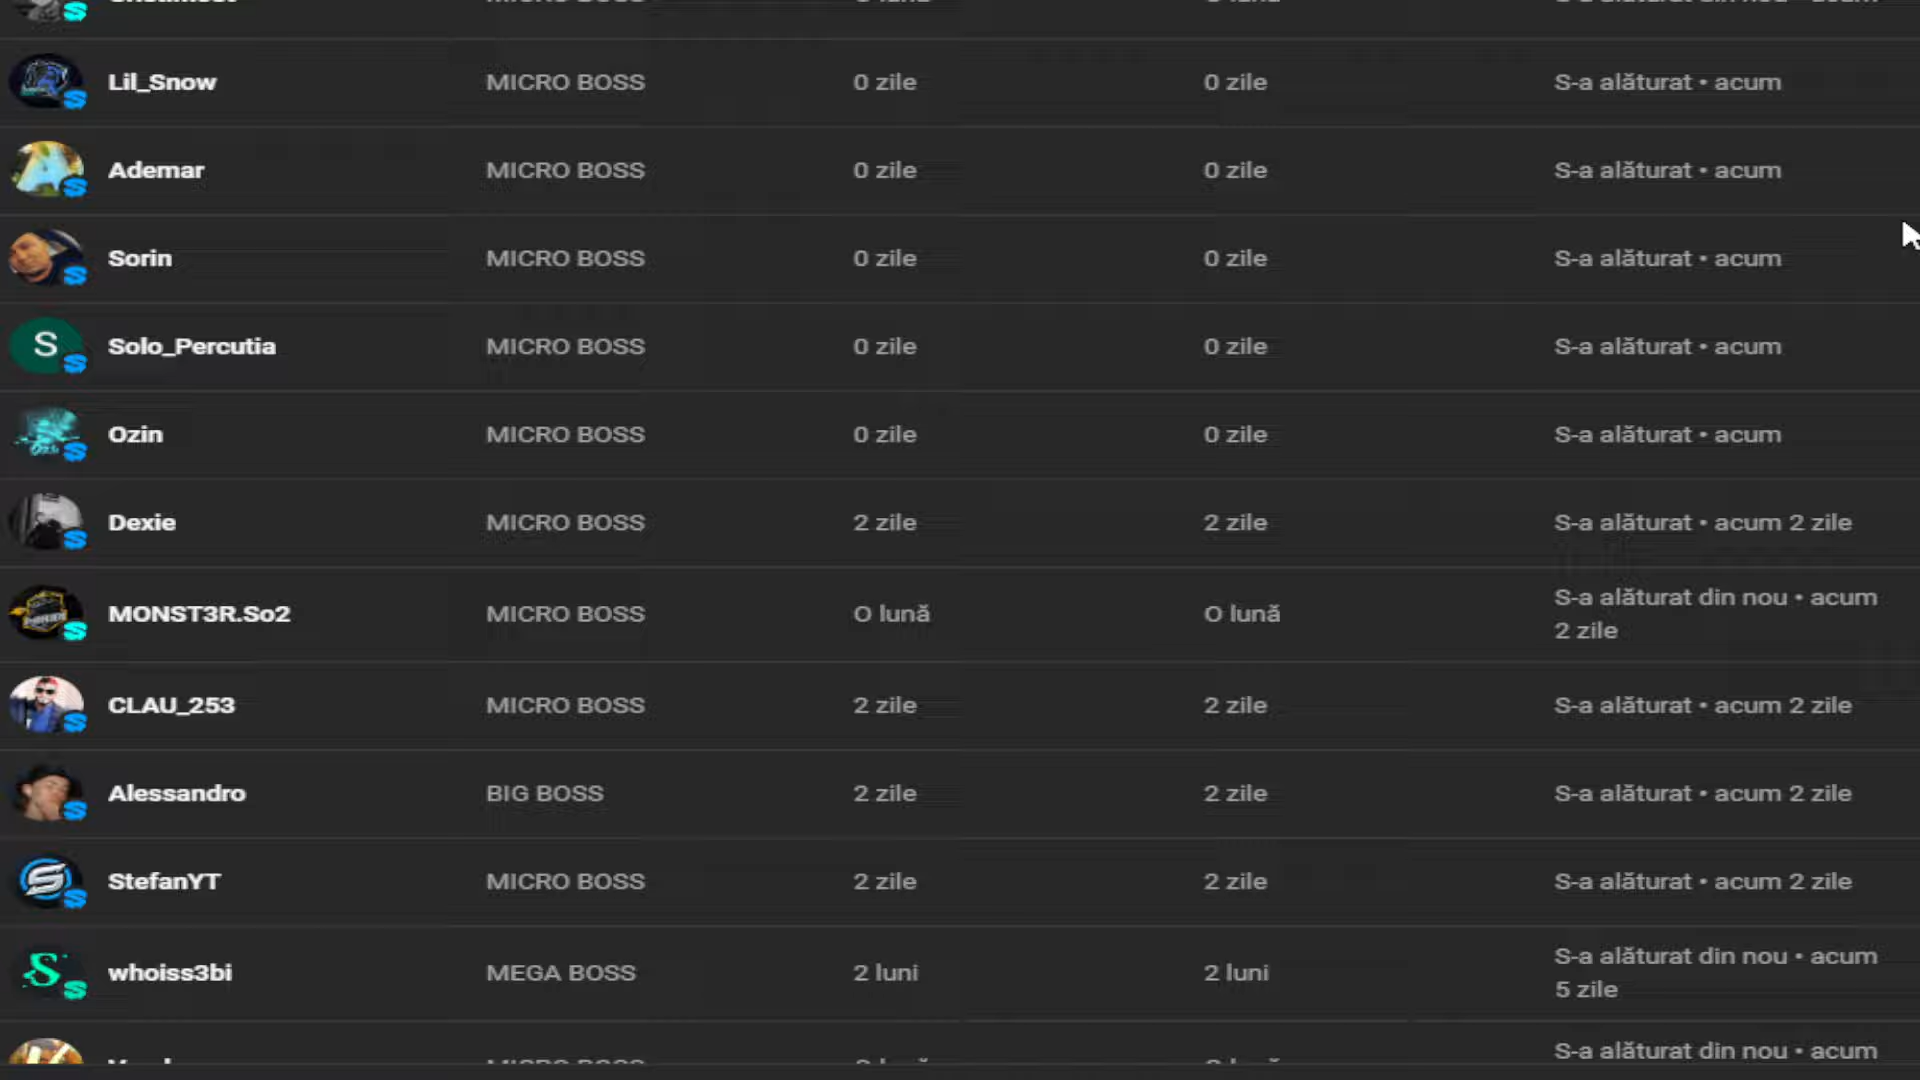 Lil_Snow MICRO BOSS 0 zile 0 zile S-a alăturat • acum
Ademar MICRO BOSS 0 zile 0 zile S-a alăturat • acum
Sorin MICRO BOSS 0 zile 0 zile S-a alăturat • acum
S Solo_Percutia MICRO BOSS 0 zile 0 zile S-a alăturat • acum
Ozin MICRO BOSS 0 zile 0 zile S-a alăturat • acum
Dexie MICRO BOSS 2 zile 2 zile S-a alăturat • acum 2 zile
MONST3R.So2 MICRO BOSS O lună O lună S-a alăturat din nou • acum
2 zile
CLAU_253 MICRO BOSS 2 zile 2 zile S-a alăturat • acum 2 zile
Alessandro BIG BOSS 2 zile 2 zile S-a alăturat • acum 2 zile
StefanYT MICRO BOSS 2 zile 2 zile S-a alăturat • acum 2 zile
whoiss3bi MEGA BOSS 2 luni 2 luni S-a alăturat din nou • acum
5 zile
S-a alăturat din nou • acum